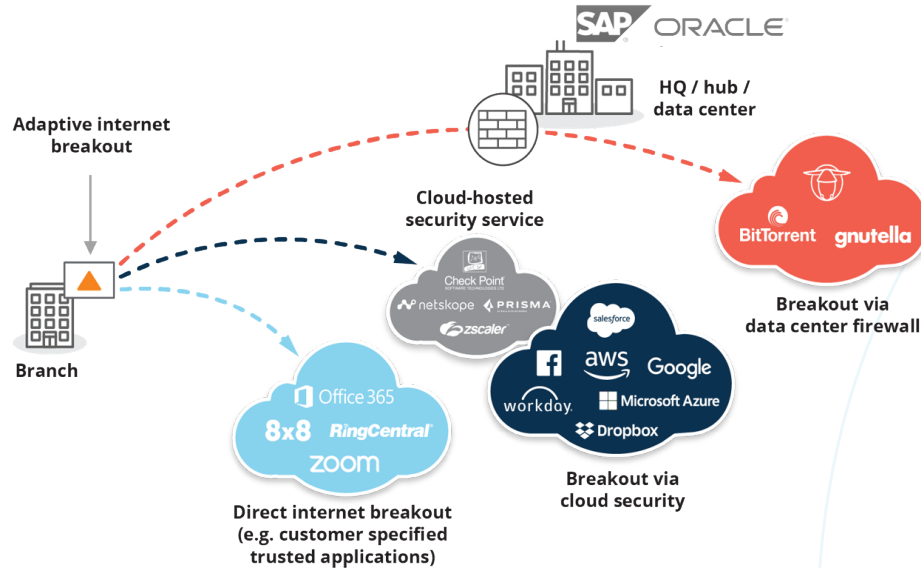 SAP
ORACLE
HQ / hub /
data center
Adaptive internet
breakout
Cloud-hosted
security service
Check Point
SOFTWARE TECHNOLOGIES LTD
netskope
PRISMA
zscaler
BitTorrent
gnutella
Breakout via
data center firewall
Branch
salesforce
aws
Google
workday.
Microsoft Azure
Dropbox
Breakout via
cloud security
Office 365
8x8
RingCentral
zoom
Direct internet breakout
(e.g. customer specified
trusted applications)